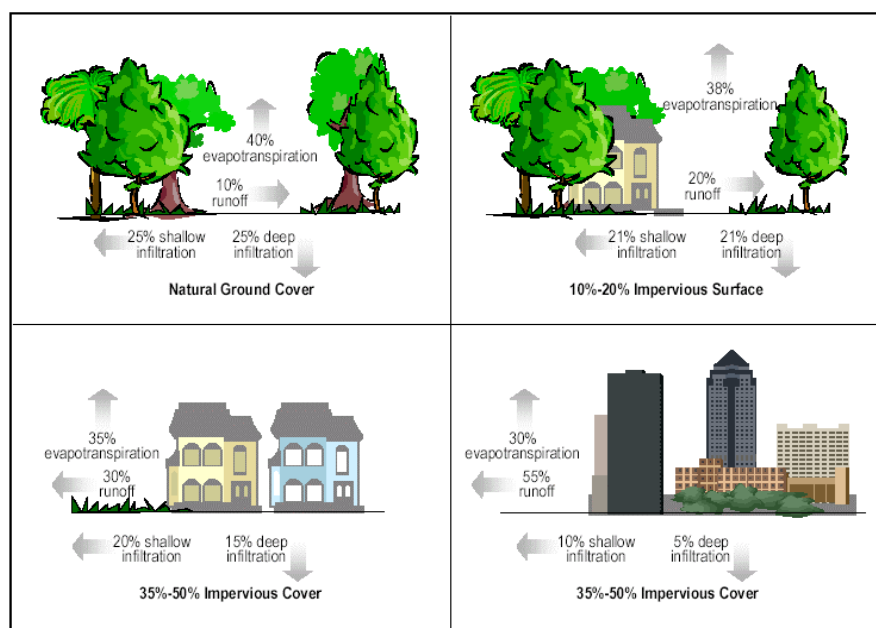 40%
evapotranspiration
10%
runoff
25% shallow
infiltration
25% deep
infiltration
Natural Ground Cover
38%
evapotranspiration
20%
runoff
21% shallow
infiltration
21% deep
infiltration
10%-20% Impervious Surface
35%
evapotranspiration
30%
runoff
20% shallow
infiltration
15% deep
infiltration
35%-50% Impervious Cover
30%
evapotranspiration
55%
runoff
10% shallow
infiltration
5% deep
infiltration
35%-50% Impervious Cover